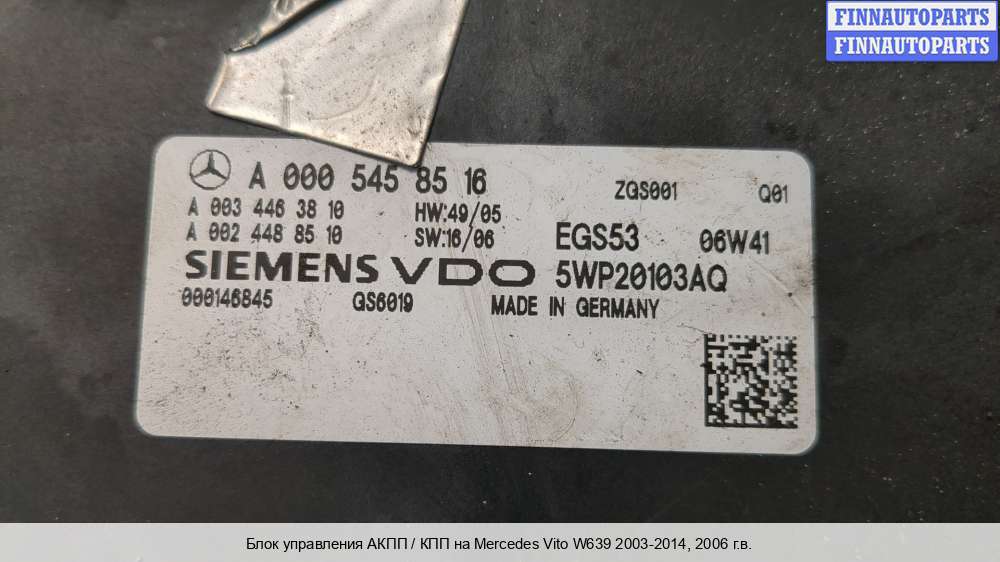 FINNAUTOPARTS
FINNAUTOPARTS
A 000 545 85 16
ZGS001 Q01
A 003 446 38 10 HW:49/05
A 002 448 85 10 SW:16/06 EGS53 06W41
SIEMENS VDO 5WP20103AQ
000146845 GS6019 MADE IN GERMANY
Блок управления АКПП / КПП на Mercedes Vito W639 2003-2014, 2006 г.в.